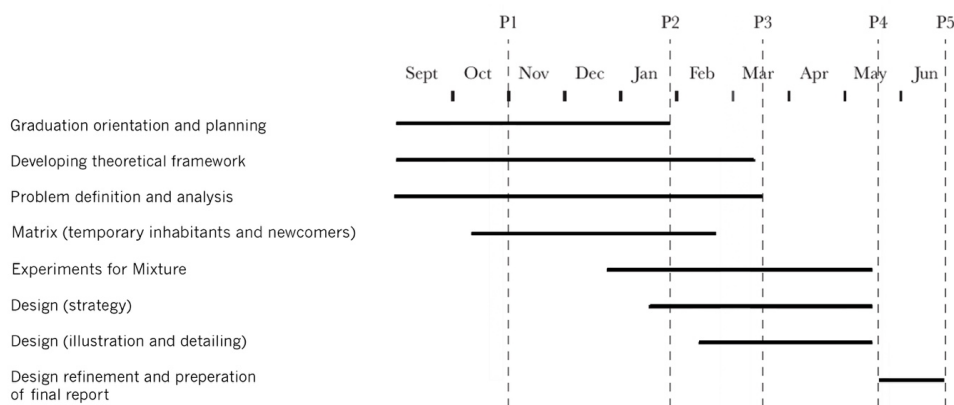 P1 P2 P3 P4 P5
Sept Oct Nov Dec Jan Feb Mar Apr May Jun
Graduation orientation and planning
Developing theoretical framework
Problem definition and analysis
Matrix (temporary inhabitants and newcomers)
Experiments for Mixture
Design (strategy)
Design (illustration and detailing)
Design refinement and preperation
of final report